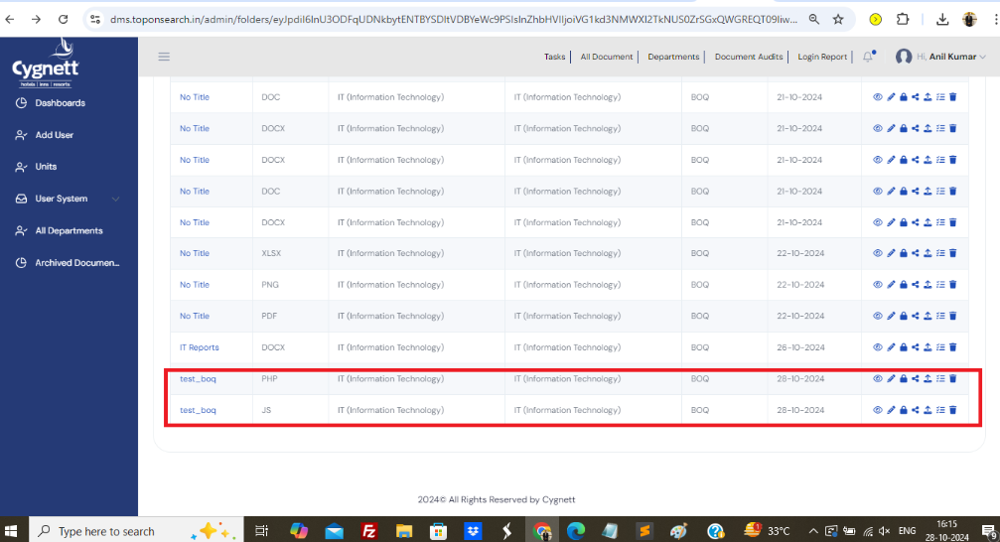 dms.toponsearch.in/admin/folders/
Cygnett
hotels | inns | resorts
Tasks | All Document | Departments | Document Audits | Login Report | Hi, Anil Kumar
Dashboards
Add User
Units
User System
All Departments
Archived Documen...
No Title DOC IT (Information Technology) IT (Information Technology) BOQ 21-10-2024
No Title DOCX IT (Information Technology) IT (Information Technology) BOQ 21-10-2024
No Title DOCX IT (Information Technology) IT (Information Technology) BOQ 21-10-2024
No Title DOC IT (Information Technology) IT (Information Technology) BOQ 21-10-2024
No Title DOCX IT (Information Technology) IT (Information Technology) BOQ 21-10-2024
No Title XLSX IT (Information Technology) IT (Information Technology) BOQ 22-10-2024
No Title PNG IT (Information Technology) IT (Information Technology) BOQ 22-10-2024
No Title PDF IT (Information Technology) IT (Information Technology) BOQ 22-10-2024
IT Reports DOCX IT (Information Technology) IT (Information Technology) BOQ 26-10-2024
test_boq PHP IT (Information Technology) IT (Information Technology) BOQ 28-10-2024
test_boq JS IT (Information Technology) IT (Information Technology) BOQ 28-10-2024
2024© All Rights Reserved by Cygnett
Type here to search
33°C
ENG
16:15
28-10-2024